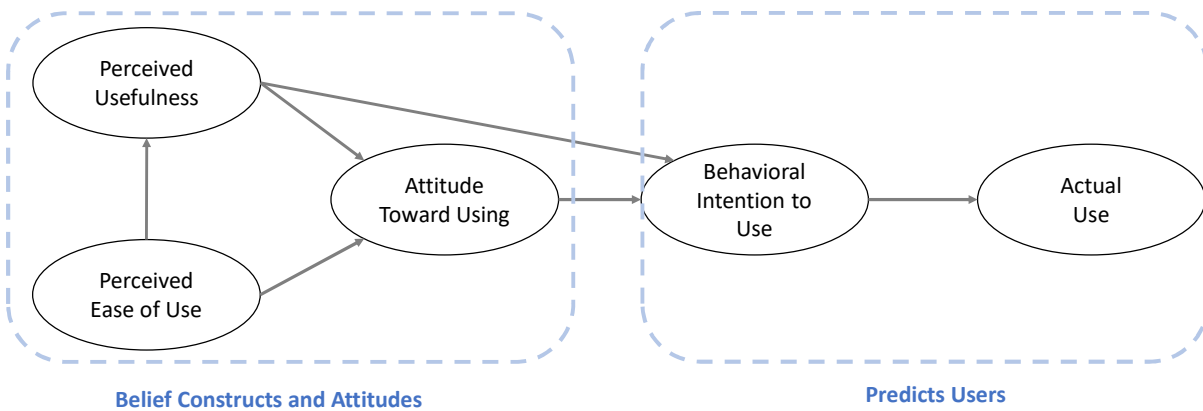 Perceived
Usefulness
Attitude
Toward Using
Perceived
Ease of Use
Behavioral
Intention to
Use
Actual
Use
Belief Constructs and Attitudes
Predicts Users